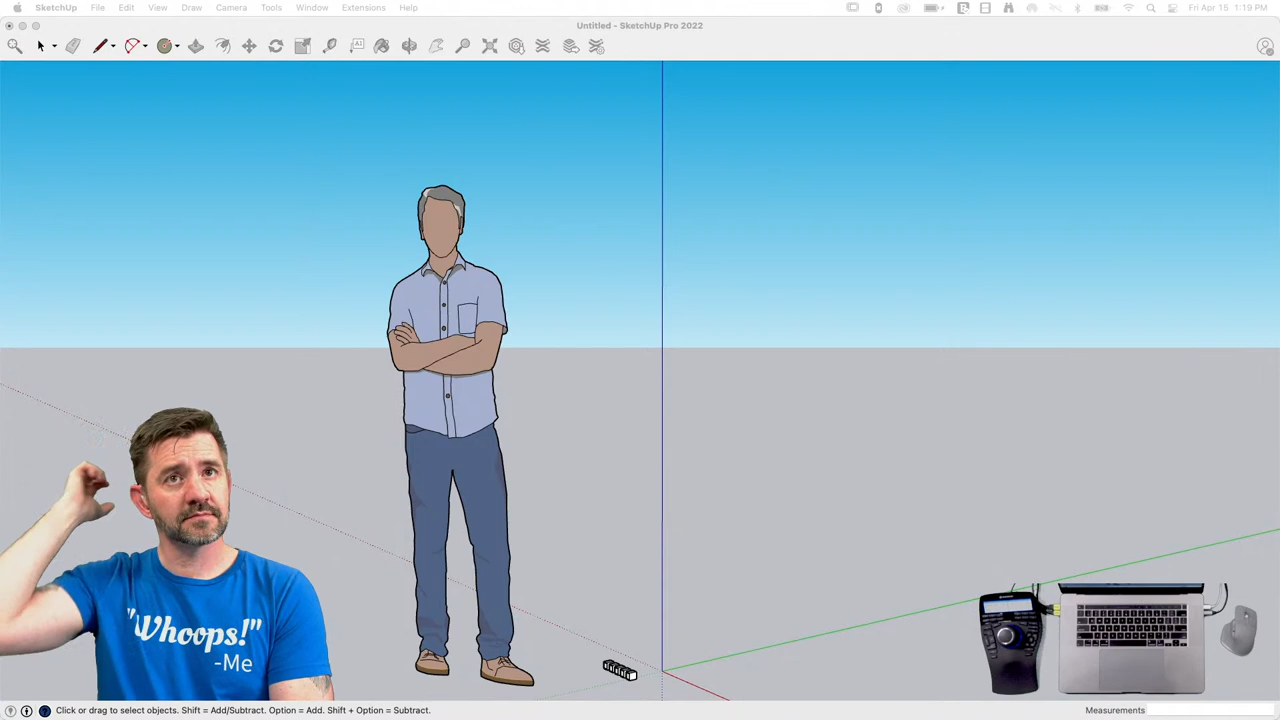 SketchUp File Edit View Draw Camera Tools Window Extensions Help
Fri Apr 15 1:19 PM
Untitled - SketchUp Pro 2022
"Whoops!"
-Me
Click or drag to select objects. Shift = Add/Subtract. Option = Add. Shift + Option = Subtract.
Measurements